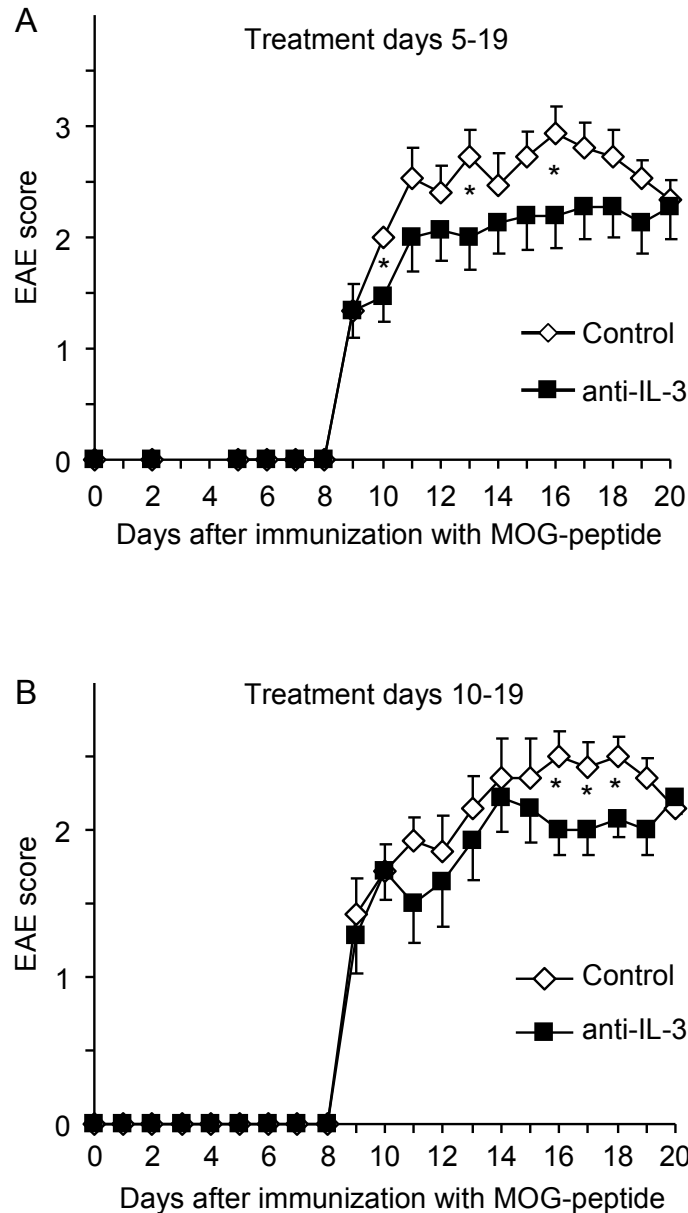 A
Treatment days 5-19
3
2
1
0
EAE score
*
*
*
Control
anti-IL-3
0 2 4 6 8 10 12 14 16 18 20
Days after immunization with MOG-peptide
B
Treatment days 10-19
2
1
0
EAE score
* * *
Control
anti-IL-3
0 2 4 6 8 10 12 14 16 18 20
Days after immunization with MOG-peptide